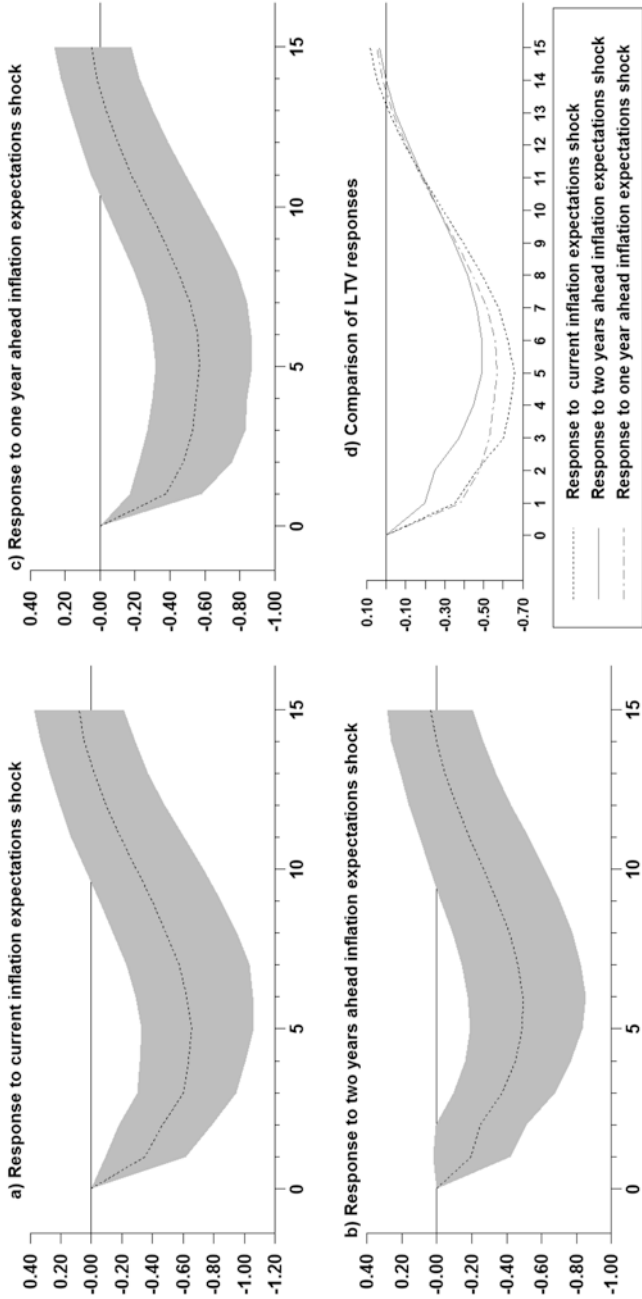 a) Response to current inflation expectations shock
0.40
0.20
-0.00
-0.20
-0.40
-0.60
-0.80
-1.00
-1.20
0 5 10 15
c) Response to one year ahead inflation expectations shock
0.40
0.20
-0.00
-0.20
-0.40
-0.60
-0.80
-1.00
0 5 10 15
b) Response to two years ahead inflation expectations shock
0.40
0.20
-0.00
-0.20
-0.40
-0.60
-0.80
-1.00
0 5 10 15
d) Comparison of LTV responses
0.10
-0.10
-0.30
-0.50
-0.70
0 1 2 3 4 5 6 7 8 9 10 11 12 13 14 15
Response to current inflation expectations shock
Response to two years ahead inflation expectations shock
Response to one year ahead inflation expectations shock